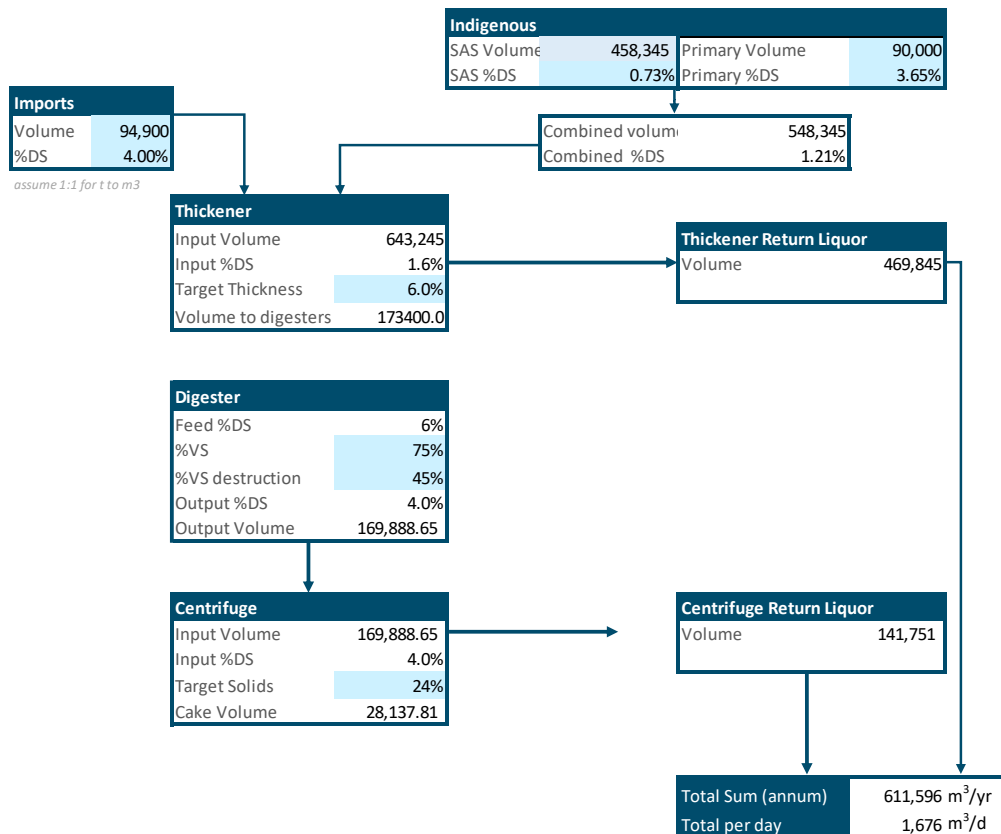 Indigenous
SAS Volume 458,345 Primary Volume 90,000
SAS %DS 0.73% Primary %DS 3.65%
Imports
Volume 94,900
%DS 4.00%
assume 1:1 for t to m3
Combined volum 548,345
Combined %DS 1.21%
Thickener
Input Volume 643,245
Input %DS 1.6%
Target Thickness 6.0%
Volume to digesters 173400.0
Thickener Return Liquor
Volume 469,845
Digester
Feed %DS 6%
%VS 75%
%VS destruction 45%
Output %DS 4.0%
Output Volume 169,888.65
Centrifuge
Input Volume 169,888.65
Input %DS 4.0%
Target Solids 24%
Cake Volume 28,137.81
Centrifuge Return Liquor
Volume 141,751
Total Sum (annum) 611,596 m³/yr
Total per day 1,676 m³/d